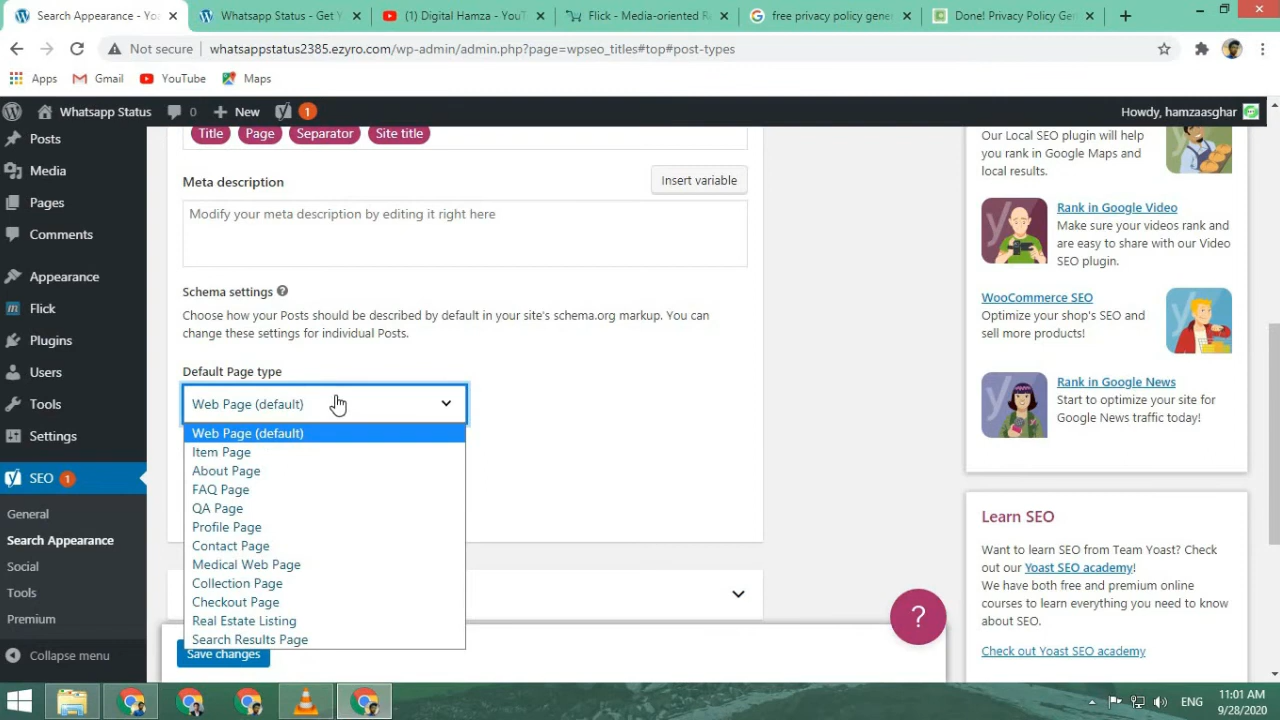 Search Appearance - Yoa
Whatsapp Status - Get Y
(1) Digital Hamza - YouT
Flick - Media-oriented R
free privacy policy gener
Done! Privacy Policy Gen
Not secure
whatsappstatus2385.ezyro.com/wp-admin/admin.php?page=wpseo_titles#top#post-types
Apps
Gmail
YouTube
Maps
Whatsapp Status
0
New
1
Howdy, hamzaasghar
Posts
Media
Pages
Comments
Appearance
Flick
Plugins
Users
Tools
Settings
SEO 1
General
Search Appearance
Social
Tools
Premium
Collapse menu
Title
Page
Separator
Site title
Meta description
Insert variable
Modify your meta description by editing it right here
Schema settings ?
Choose how your Posts should be described by default in your site's schema.org markup. You can
change these settings for individual Posts.
Default Page type
Web Page (default)
Web Page (default)
Item Page
About Page
FAQ Page
QA Page
Profile Page
Contact Page
Medical Web Page
Collection Page
Checkout Page
Real Estate Listing
Search Results Page
Save changes
?
Our Local SEO plugin will help
you rank in Google Maps and
local results.
Rank in Google Video
Make sure your videos rank and
are easy to share with our Video
SEO plugin.
WooCommerce SEO
Optimize your shop's SEO and
sell more products!
Rank in Google News
Start to optimize your site for
Google News traffic today!
Learn SEO
Want to learn SEO from Team Yoast? Check
out our Yoast SEO academy!
We have both free and premium online
courses to learn everything you need to know
about SEO.
Check out Yoast SEO academy
ENG
11:01 AM
9/28/2020